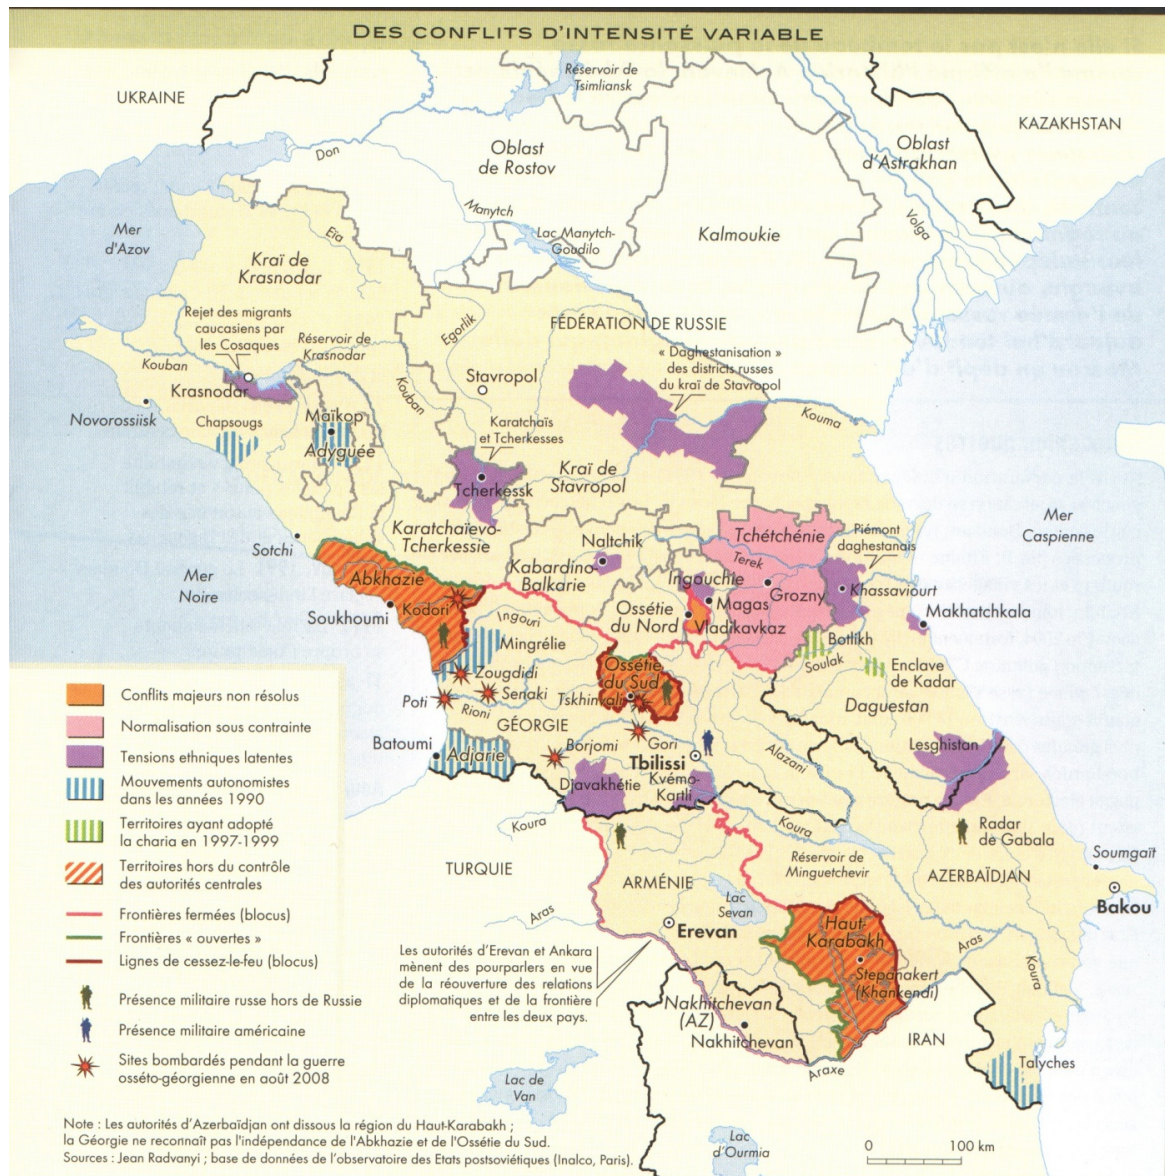 DES CONFLITS D'INTENSITÉ VARIABLE
UKRAINE
Réservoir de
Tsimliansk
KAZAKHSTAN
Oblast
de Rostov
Oblast
d'Astrakhan
Don
Manytch
Volga
Mer
d'Azov
Eïa
Lac Manytch-
Goudilo
Kalmoukie
Kraï de
Krasnodar
Rejet des migrants
caucasiens par
les Cosaques
Réservoir de
Krasnodar
Egorlik
FÉDÉRATION DE RUSSIE
« Daghestanisation »
des districts russes
du kraï de Stavropol
Kouban
Krasnodar
Kouban
Stavropol
Novorossiisk
Chapsougs
Maïkop
Adyguée
Karatchaïs
et Tcherkesses
Kouma
Tcherkessk
Kraï de
Stavropol
Karatchaïevo-
Tcherkessie
Sotchi
Naltchik
Kabardino-
Balkarie
Tchétchénie
Terek
Piémont
daghestanais
Mer
Caspienne
Mer
Noire
Abkhazie
Kodori
Soukhoumi
Ingouchie
Magas
Grozny
Khassaviourt
Ossétie
du Nord
Vladikavkaz
Makhatchkala
Ingouri
Mingrélie
Botlikh
Soulak
Enclave
de Kadar
Zougdidi
Senaki
Poti
Rioni
Ossétie
du Sud
Tskhinvali
Daguestan
GÉORGIE
Batoumi
Adjarie
Borjomi
Gori
Tbilissi
Alazani
Lesghistan
Djavakhétie
Kvémo-
Kartli
Koura
Koura
Radar
de Gabala
TURQUIE
Réservoir de
Minguetchevir
Soumgaït
ARMÉNIE
AZERBAÏDJAN
Bakou
Lac
Sevan
Aras
Erevan
Haut-
Karabakh
Aras
Stepanakert
(Khankendi)
Koura
Les autorités d'Erevan et Ankara
mènent des pourparlers en vue
de la réouverture des relations
diplomatiques et de la frontière
entre les deux pays.
Nakhitchevan
(AZ)
Nakhitchevan
IRAN
Talyches
Araxe
Lac de
Van
Lac
d'Ourmia
0 100 km
Conflits majeurs non résolus
Normalisation sous contrainte
Tensions ethniques latentes
Mouvements autonomistes
dans les années 1990
Territoires ayant adopté
la charia en 1997-1999
Territoires hors du contrôle
des autorités centrales
Frontières fermées (blocus)
Frontières « ouvertes »
Lignes de cessez-le-feu (blocus)
Présence militaire russe hors de Russie
Présence militaire américaine
Sites bombardés pendant la guerre
osséto-géorgienne en août 2008
Note : Les autorités d'Azerbaïdjan ont dissous la région du Haut-Karabakh ;
la Géorgie ne reconnaît pas l'indépendance de l'Abkhazie et de l'Ossétie du Sud.
Sources : Jean Radvanyi ; base de données de l'observatoire des Etats postsoviétiques (Inalco, Paris).